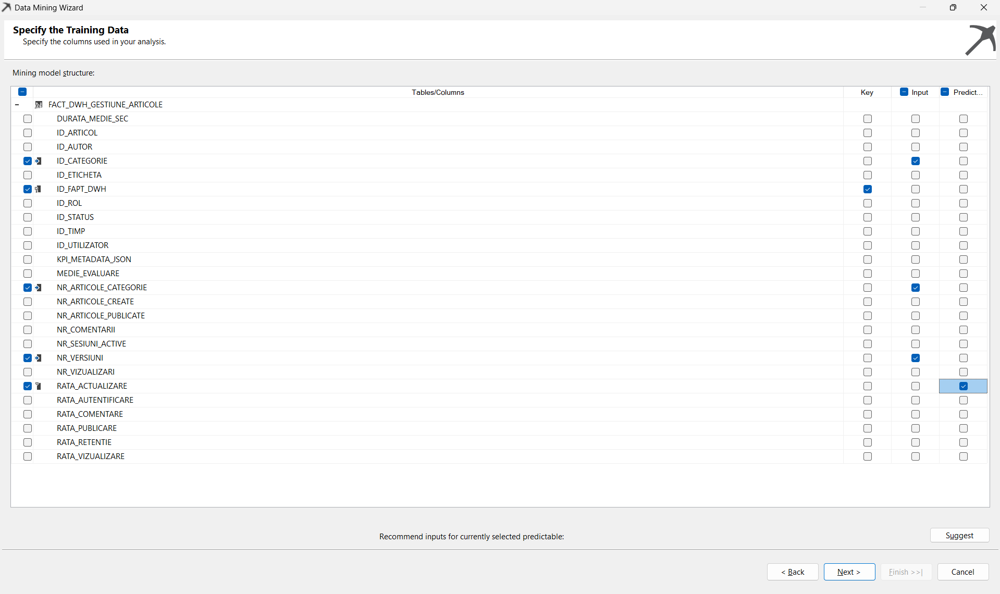 Data Mining Wizard
Specify the Training Data
Specify the columns used in your analysis.
Mining model structure:
Tables/Columns Key Input Predict...
FACT_DWH_GESTIUNE_ARTICOLE
DURATA_MEDIE_SEC
ID_ARTICOL
ID_AUTOR
ID_CATEGORIE
ID_ETICHETA
ID_FAPT_DWH
ID_ROL
ID_STATUS
ID_TIMP
ID_UTILIZATOR
KPI_METADATA_JSON
MEDIE_EVALUARE
NR_ARTICOLE_CATEGORIE
NR_ARTICOLE_CREATE
NR_ARTICOLE_PUBLICATE
NR_COMENTARII
NR_SESIUNI_ACTIVE
NR_VERSIUNI
NR_VIZUALIZARI
RATA_ACTUALIZARE
RATA_AUTENTIFICARE
RATA_COMENTARE
RATA_PUBLICARE
RATA_RETENTIE
RATA_VIZUALIZARE
Recommend inputs for currently selected predictable: Suggest
< Back Next > Finish >>| Cancel